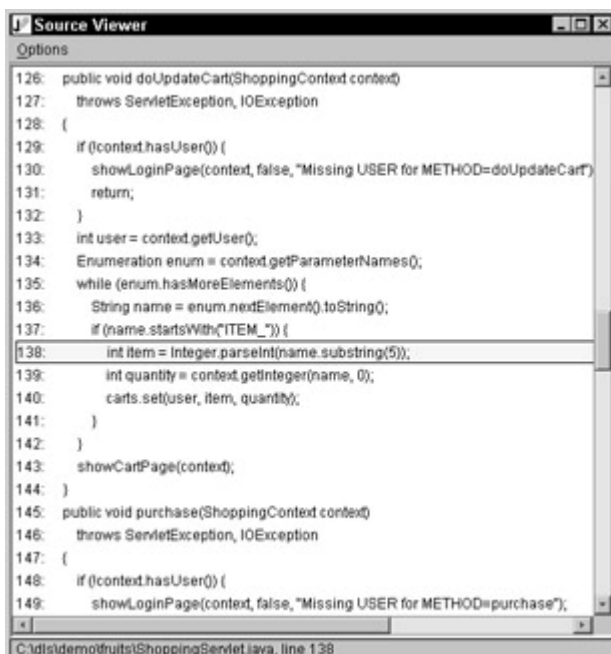 Source Viewer
Options
126: public void doUpdateCart(ShoppingContext context)
127: throws ServletException, IOException
128: {
129: if (!context.hasUser()) {
130: showLoginPage(context, false, "Missing USER for METHOD=doUpdateCart")
131: return;
132: }
133: int user = context.getUser();
134: Enumeration enum = context.getParameterNames();
135: while (enum.hasMoreElements()) {
136: String name = enum.nextElement().toString();
137: if (name.startsWith("ITEM_")) {
138: int item = Integer.parseInt(name.substring(5));
139: int quantity = context.getInteger(name, 0);
140: carts.set(user, item, quantity);
141: }
142: }
143: showCartPage(context);
144: }
145: public void purchase(ShoppingContext context)
146: throws ServletException, IOException
147: {
148: if (!context.hasUser()) {
149: showLoginPage(context, false, "Missing USER for METHOD=purchase");
C:\dls\demo\fruits\ShoppingServlet.java, line 138